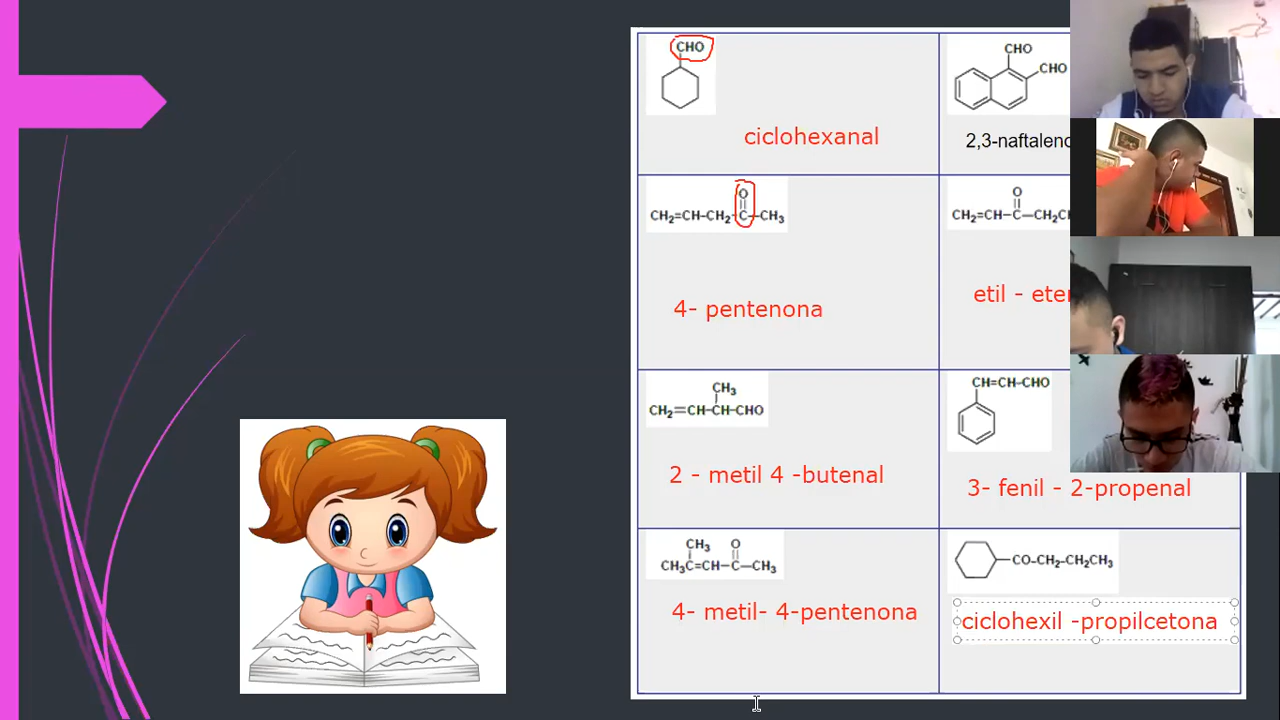 CHO
ciclohexanal
CHO
CHO
2,3-naftalenc
O
CH₂=CH-CH₂-C-CH₃
4- pentenona
O
CH₂=CH-C-CH₂C
etil - eter
CH₃
CH₂=CH-CH-CHO
2 - metil 4 -butenal
CH=CH-CHO
3- fenil - 2-propenal
CH₃ O
CH₃C=CH-C-CH₃
4- metil- 4-pentenona
CO-CH₂-CH₂CH₃
ciclohexil -propilcetona